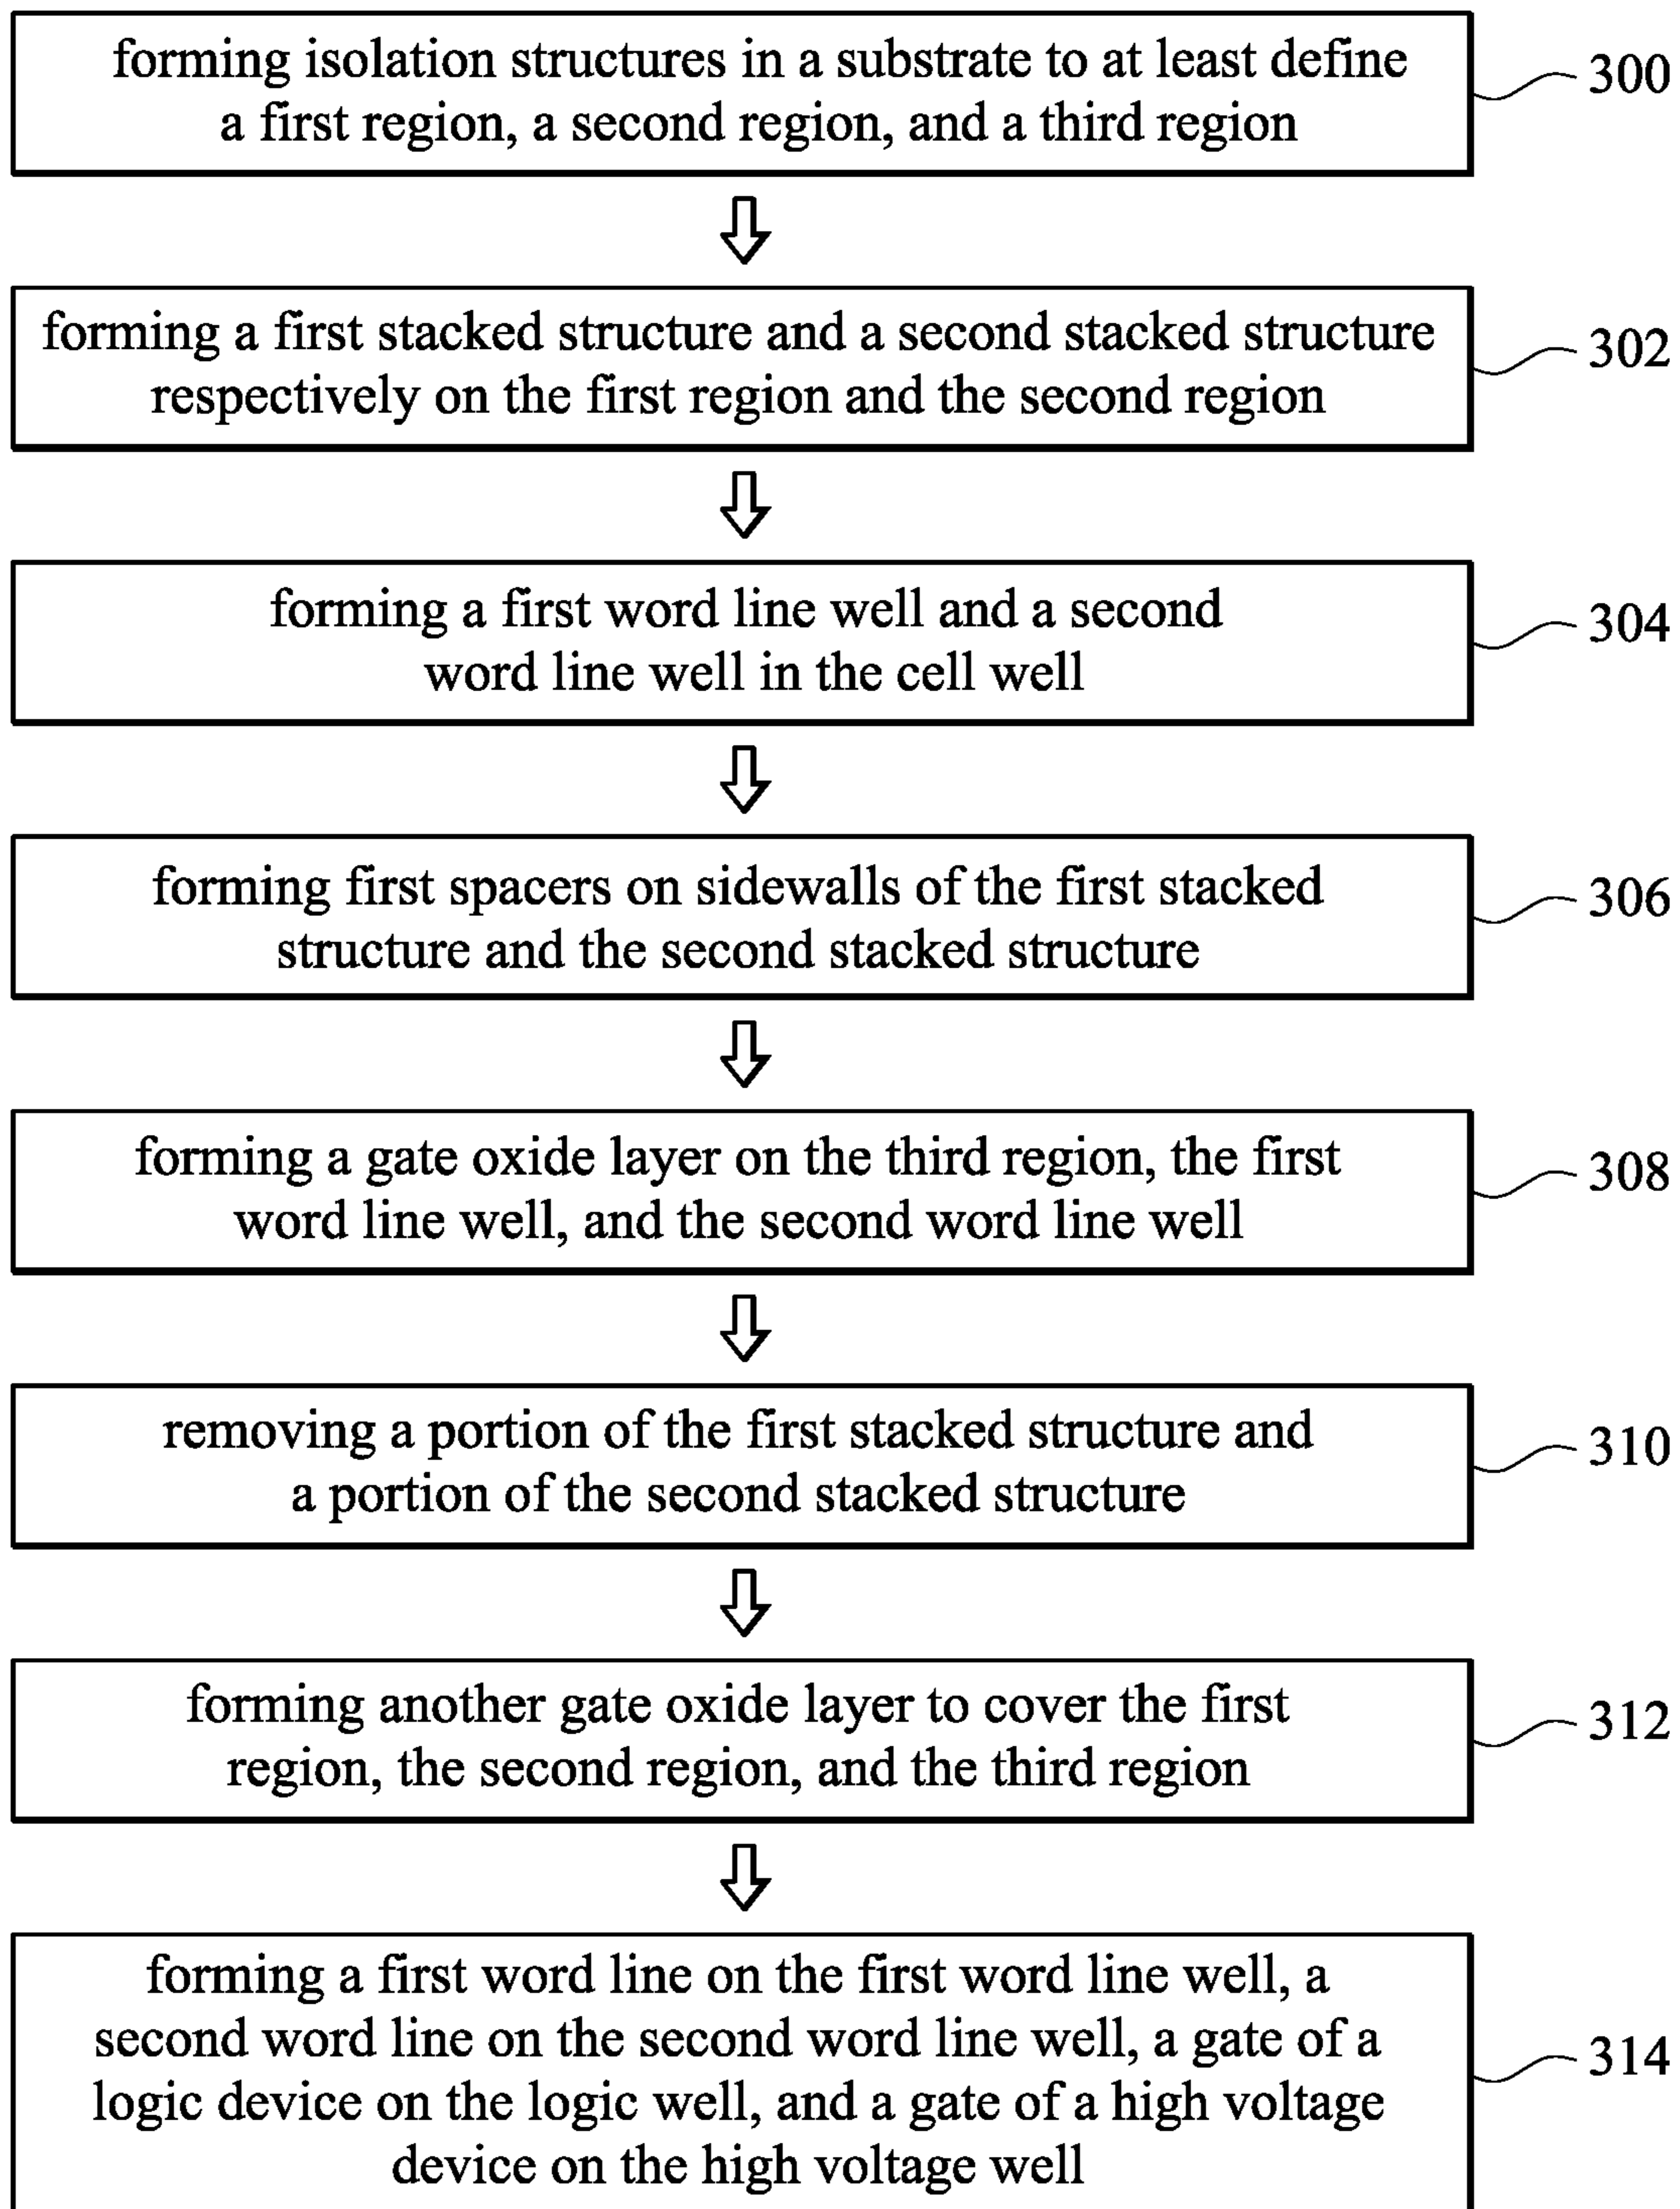 forming isolation structures in a substrate to at least define
a first region, a second region, and a third region
300
forming a first stacked structure and a second stacked structure
respectively on the first region and the second region
302
forming a first word line well and a second
word line well in the cell well
304
forming first spacers on sidewalls of the first stacked
structure and the second stacked structure
306
forming a gate oxide layer on the third region, the first
word line well, and the second word line well
308
removing a portion of the first stacked structure and
a portion of the second stacked structure
310
forming another gate oxide layer to cover the first
region, the second region, and the third region
312
forming a first word line on the first word line well, a
second word line on the second word line well, a gate of a
logic device on the logic well, and a gate of a high voltage
device on the high voltage well
314